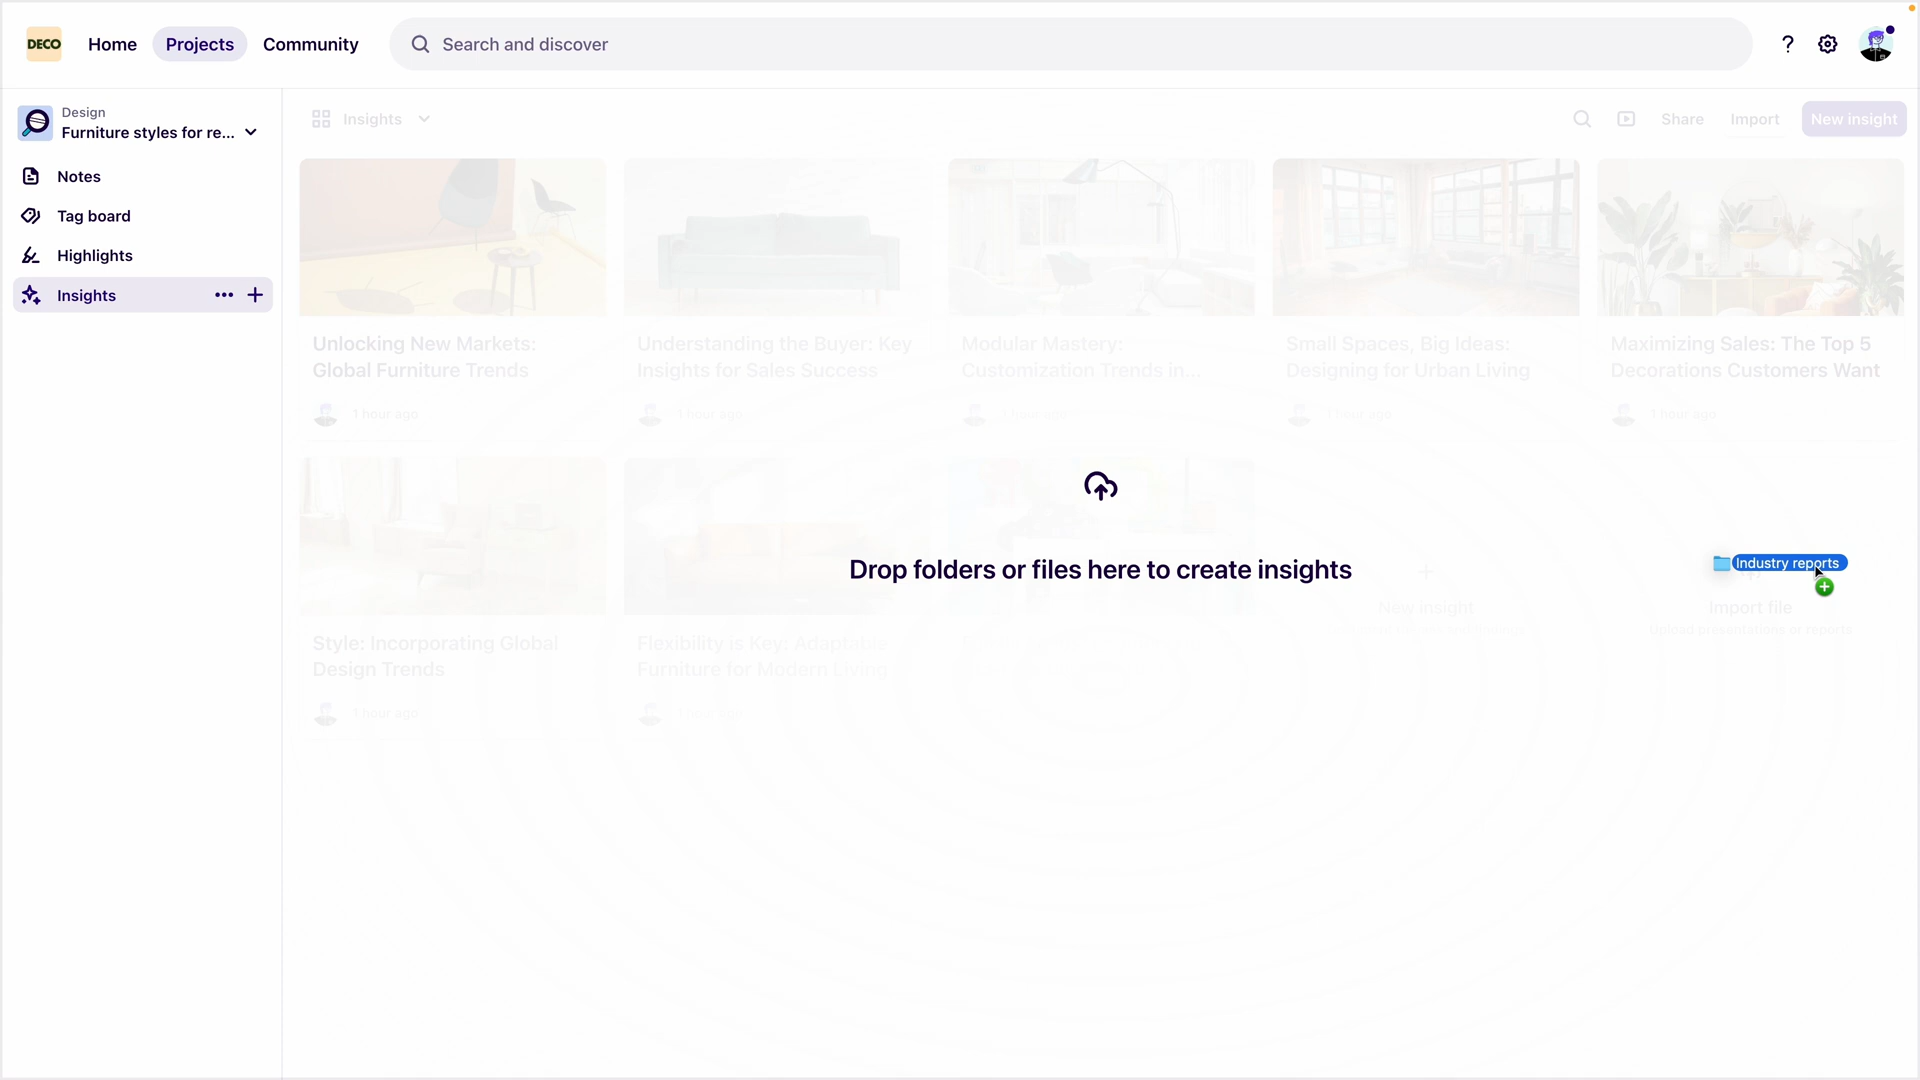 DECO
Home
Projects
Community
Search and discover
?
Design
Furniture styles for re...
Notes
Tag board
Highlights
Insights
Insights
Share
Import
New insight
Unlocking New Markets:
Global Furniture Trends
1 hour ago
Understanding the Buyer: Key
Insights for Sales Success
1 hour ago
Modular Mastery:
Customization Trends in...
1 hour ago
Small Spaces, Big Ideas:
Designing for Urban Living
1 hour ago
Maximizing Sales: The Top 5
Decorations Customers Want
1 hour ago
Drop folders or files here to create insights
Style: Incorporating Global
Design Trends
1 hour ago
Flexibility is Key: Adaptable
Furniture for Modern Living
1 hour ago
New insight
Industry reports
Import file
Upload presentations or reports